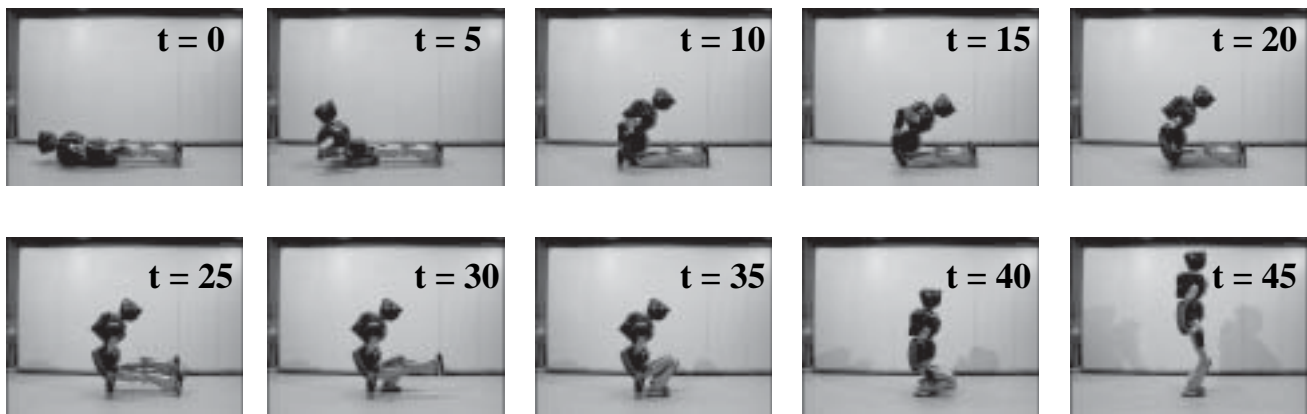 t = 0
t = 5
t = 10
t = 15
t = 20
t = 25
t = 30
t = 35
t = 40
t = 45